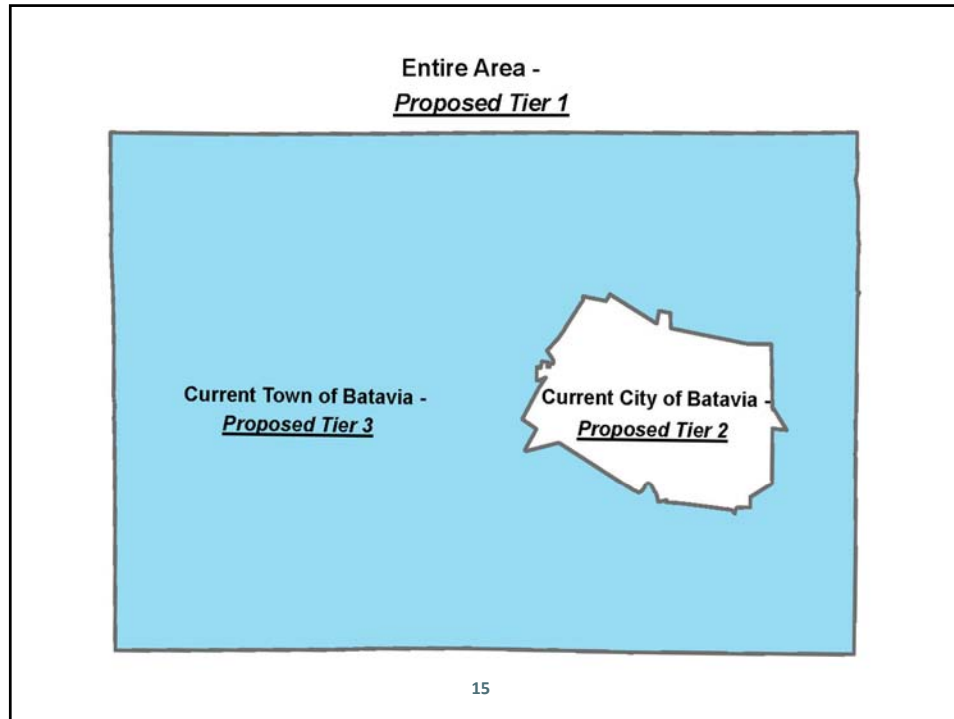 Entire Area -
Proposed Tier 1
Current Town of Batavia -
Proposed Tier 3
Current City of Batavia -
Proposed Tier 2
15